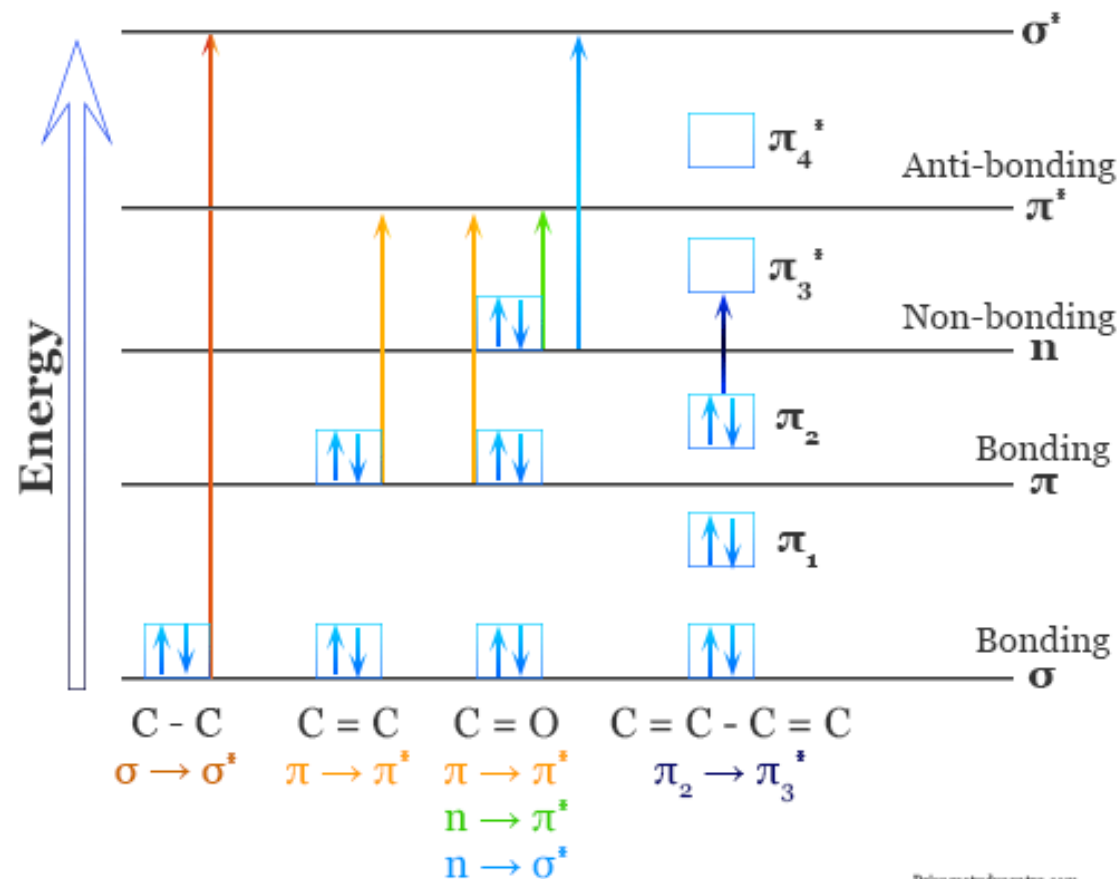 σ*
π₄*
Anti-bonding
π*
π₃*
Non-bonding
n
π₂
Bonding
π
π₁
Bonding
σ
Energy
C - C
C = C
C = O
C = C - C = C
σ → σ*
π → π*
π → π*
π₂ → π₃*
n → π*
n → σ*